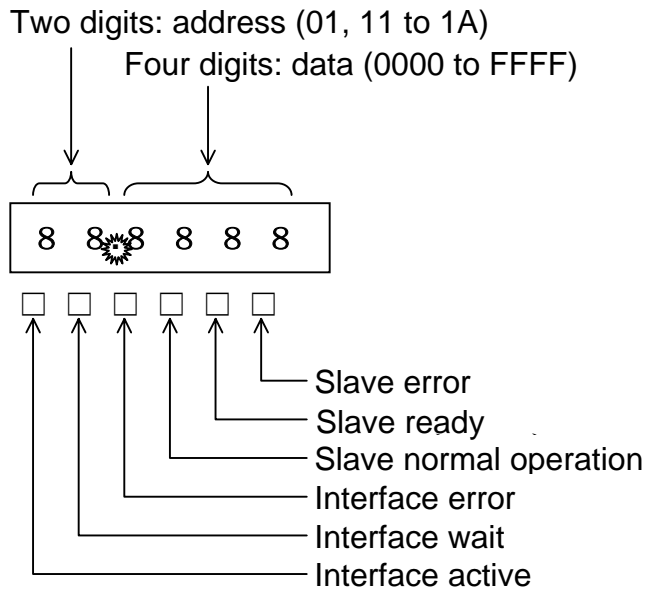 Two digits: address (01, 11 to 1A)
Four digits: data (0000 to FFFF)
8 8 8 8 8 8
Slave error
Slave ready
Slave normal operation
Interface error
Interface wait
Interface active